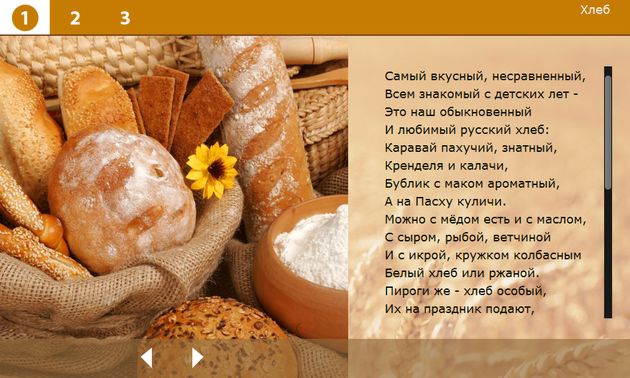 1 2 3
Хлеб
Самый вкусный, несравненный,
Всем знакомый с детских лет -
Это наш обыкновенный
И любимый русский хлеб:
Каравай пахучий, знатный,
Кренделя и калачи,
Бублик с маком ароматный,
А на Пасху куличи.
Можно с мёдом есть и с маслом,
С сыром, рыбой, ветчиной
И с икрой, кружком колбасным
Белый хлеб или ржаной.
Пироги же - хлеб особый,
Их на праздник подают,